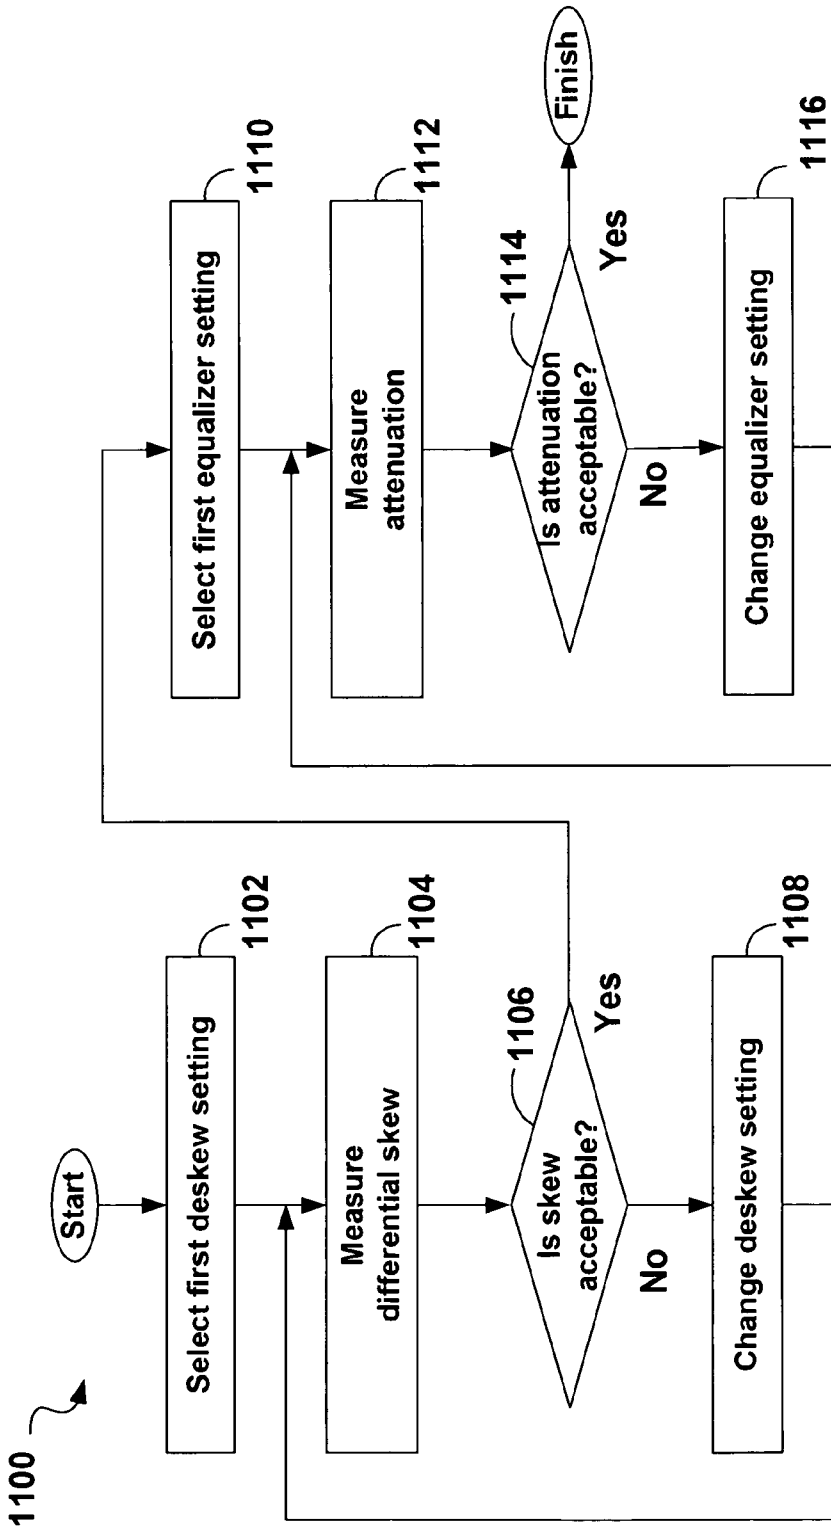 1100
Start
Select first deskew setting
1102
Measure
differential skew
1104
Is skew
acceptable?
1106
Yes
No
Change deskew setting
1108
Select first equalizer setting
1110
Measure
attenuation
1112
Is attenuation
acceptable?
1114
Yes
Finish
No
Change equalizer setting
1116